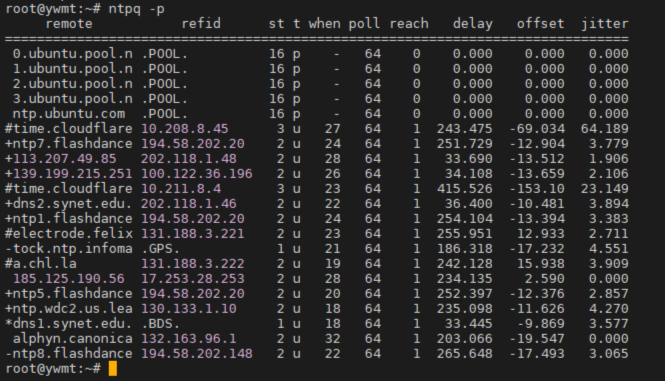 root@ywmt:~# ntpq -p
     remote           refid      st t when poll reach   delay   offset  jitter
==============================================================================
 0.ubuntu.pool.n .POOL.          16 p    -   64    0    0.000    0.000   0.000
 1.ubuntu.pool.n .POOL.          16 p    -   64    0    0.000    0.000   0.000
 2.ubuntu.pool.n .POOL.          16 p    -   64    0    0.000    0.000   0.000
 3.ubuntu.pool.n .POOL.          16 p    -   64    0    0.000    0.000   0.000
 ntp.ubuntu.com  .POOL.          16 p    -   64    0    0.000    0.000   0.000
#time.cloudflare 10.208.8.45      3 u   27   64    1  243.475  -69.034  64.189
+ntp7.flashdance 194.58.202.20    2 u   24   64    1  251.729  -12.904   3.779
+113.207.49.85   202.118.1.48     2 u   28   64    1   33.690  -13.512   1.906
+139.199.215.251 100.122.36.196   2 u   26   64    1   34.108  -13.659   2.106
#time.cloudflare 10.211.8.4       3 u   23   64    1  415.526  -153.10  23.149
+dns2.synet.edu. 202.118.1.46     2 u   22   64    1   36.400  -10.481   3.894
+ntp1.flashdance 194.58.202.20    2 u   24   64    1  254.104  -13.394   3.383
#electrode.felix 131.188.3.221    2 u   23   64    1  255.951   12.933   2.711
-tock.ntp.infoma .GPS.            1 u   21   64    1  186.318  -17.232   4.551
#a.chl.la        131.188.3.222    2 u   19   64    1  242.128   15.938   3.909
 185.125.190.56  17.253.28.253    2 u   28   64    1  234.135    2.590   0.000
+ntp5.flashdance 194.58.202.20    2 u   20   64    1  252.397  -12.376   2.857
+ntp.wdc2.us.lea 130.133.1.10     2 u   17   64    1  235.098  -11.626   4.270
*dns1.synet.edu. .BDS.            1 u   18   64    1   33.445   -9.869   3.577
 alphyn.canonica 132.163.96.1     2 u   32   64    1  203.066  -19.547   0.000
-ntp8.flashdance 194.58.202.148   2 u   22   64    1  265.648  -17.493   3.065
root@ywmt:~#